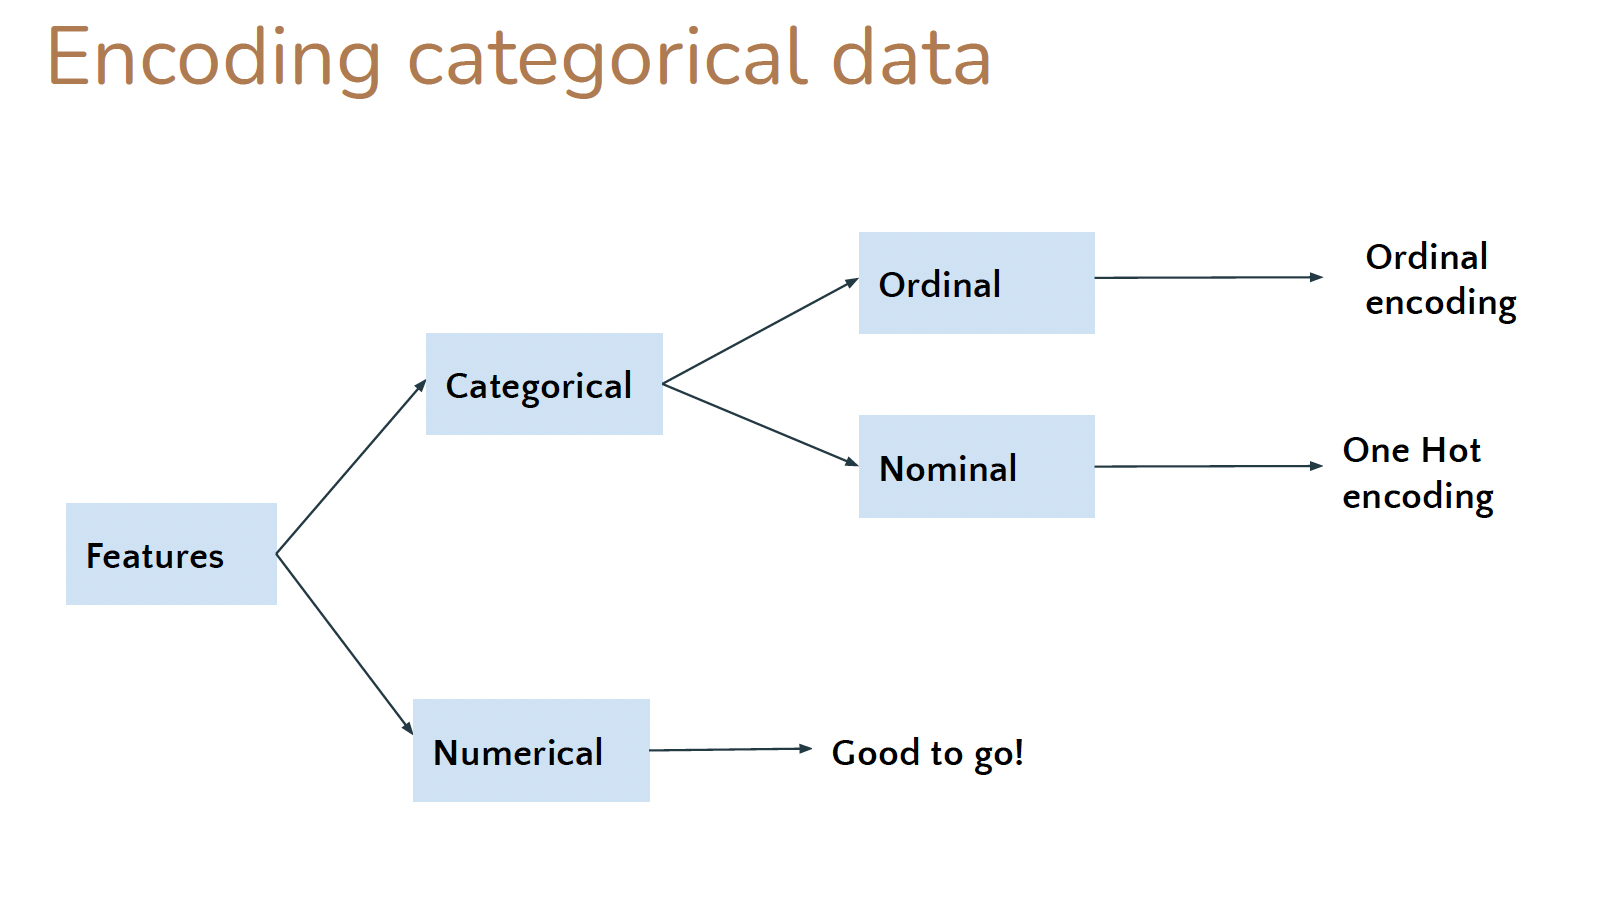 Encoding categorical data
Ordinal
encoding
Ordinal
Categorical
One Hot
encoding
Nominal
Features
Numerical
Good to go!